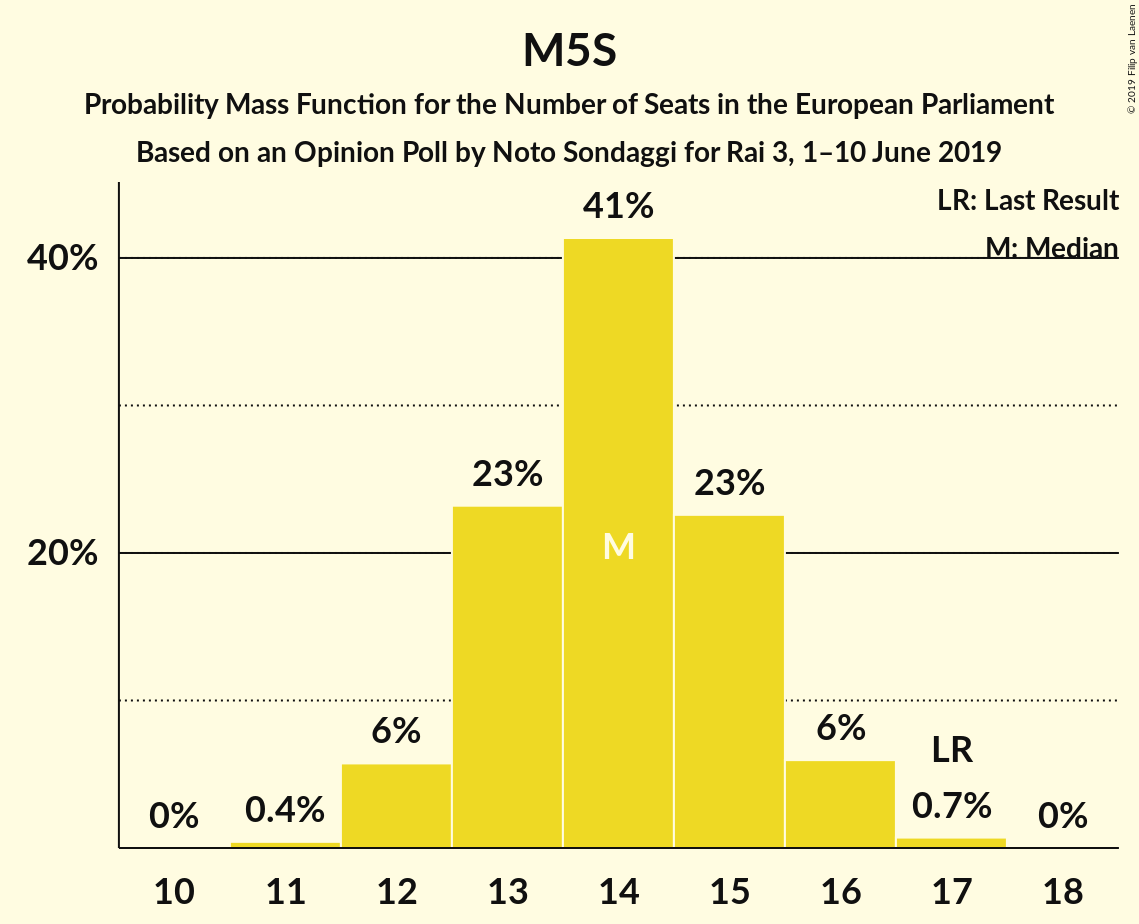 M5S
Probability Mass Function for the Number of Seats in the European Parliament
Based on an Opinion Poll by Noto Sondaggi for Rai 3, 1–10 June 2019
© 2019 Filip van Laenen
LR: Last Result
M: Median
40%
20%
0%
0.4%
6%
23%
41%
M
23%
6%
LR
0.7%
0%
10 11 12 13 14 15 16 17 18